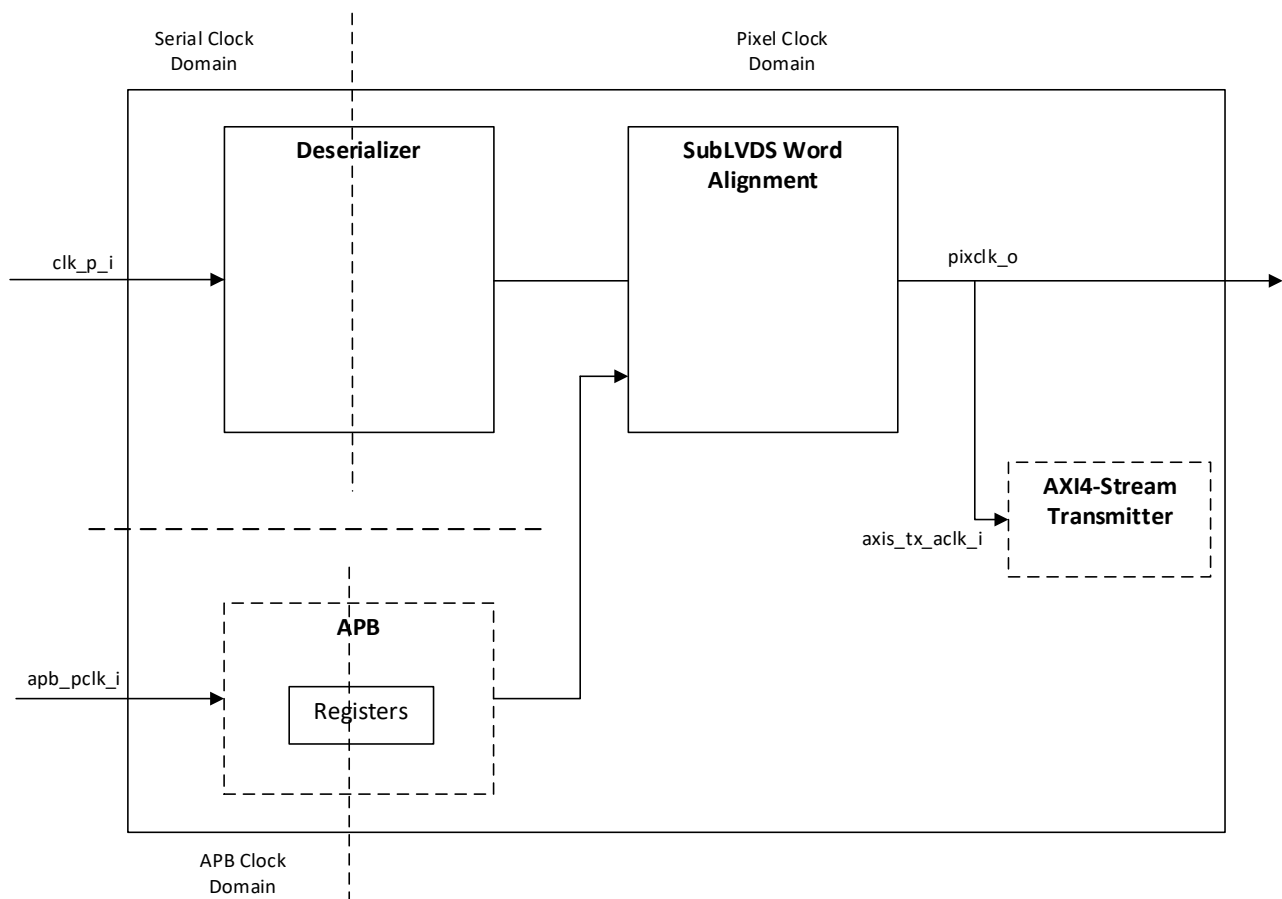 Serial Clock
Domain
Pixel Clock
Domain
Deserializer
SubLVDS Word
Alignment
clk_p_i
pixclk_o
AXI4-Stream
Transmitter
axis_tx_aclk_i
APB
apb_pclk_i
Registers
APB Clock
Domain